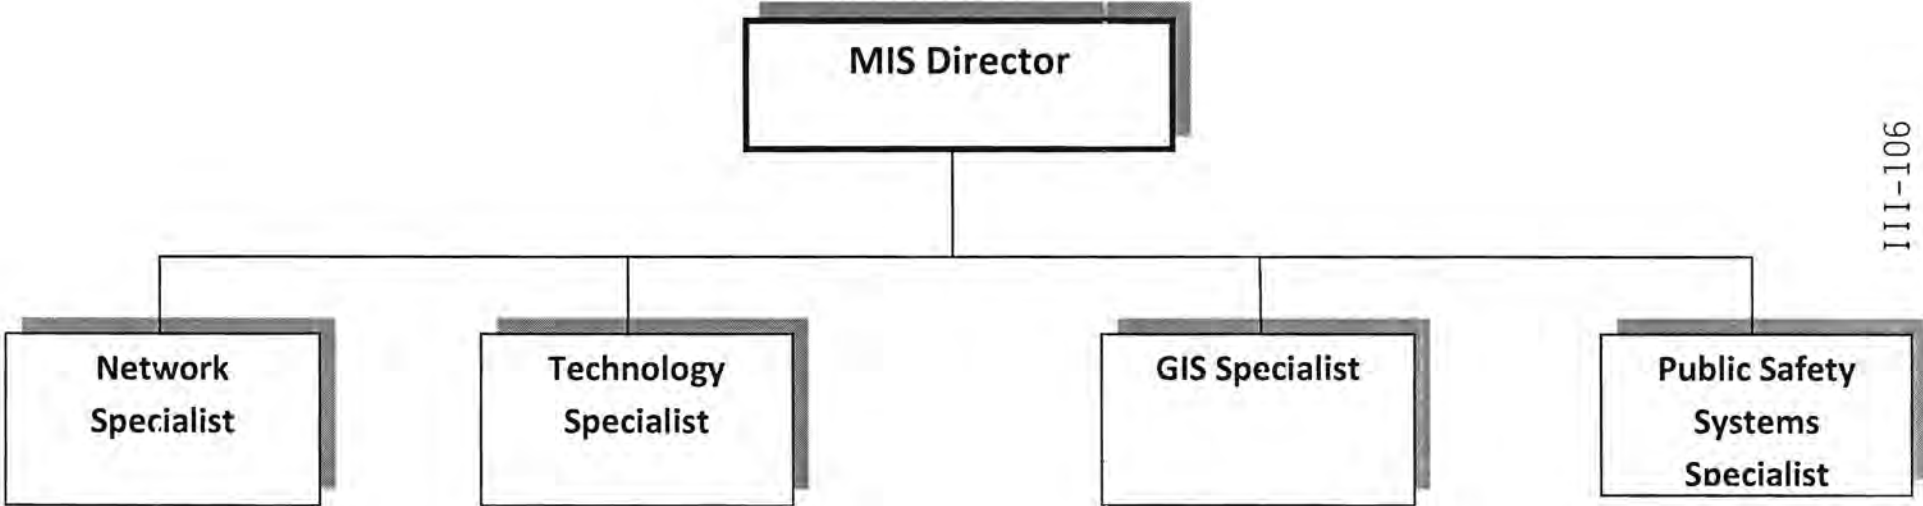 MIS Director
III-106
Network
Specialist
Technology
Specialist
GIS Specialist
Public Safety
Systems
Specialist